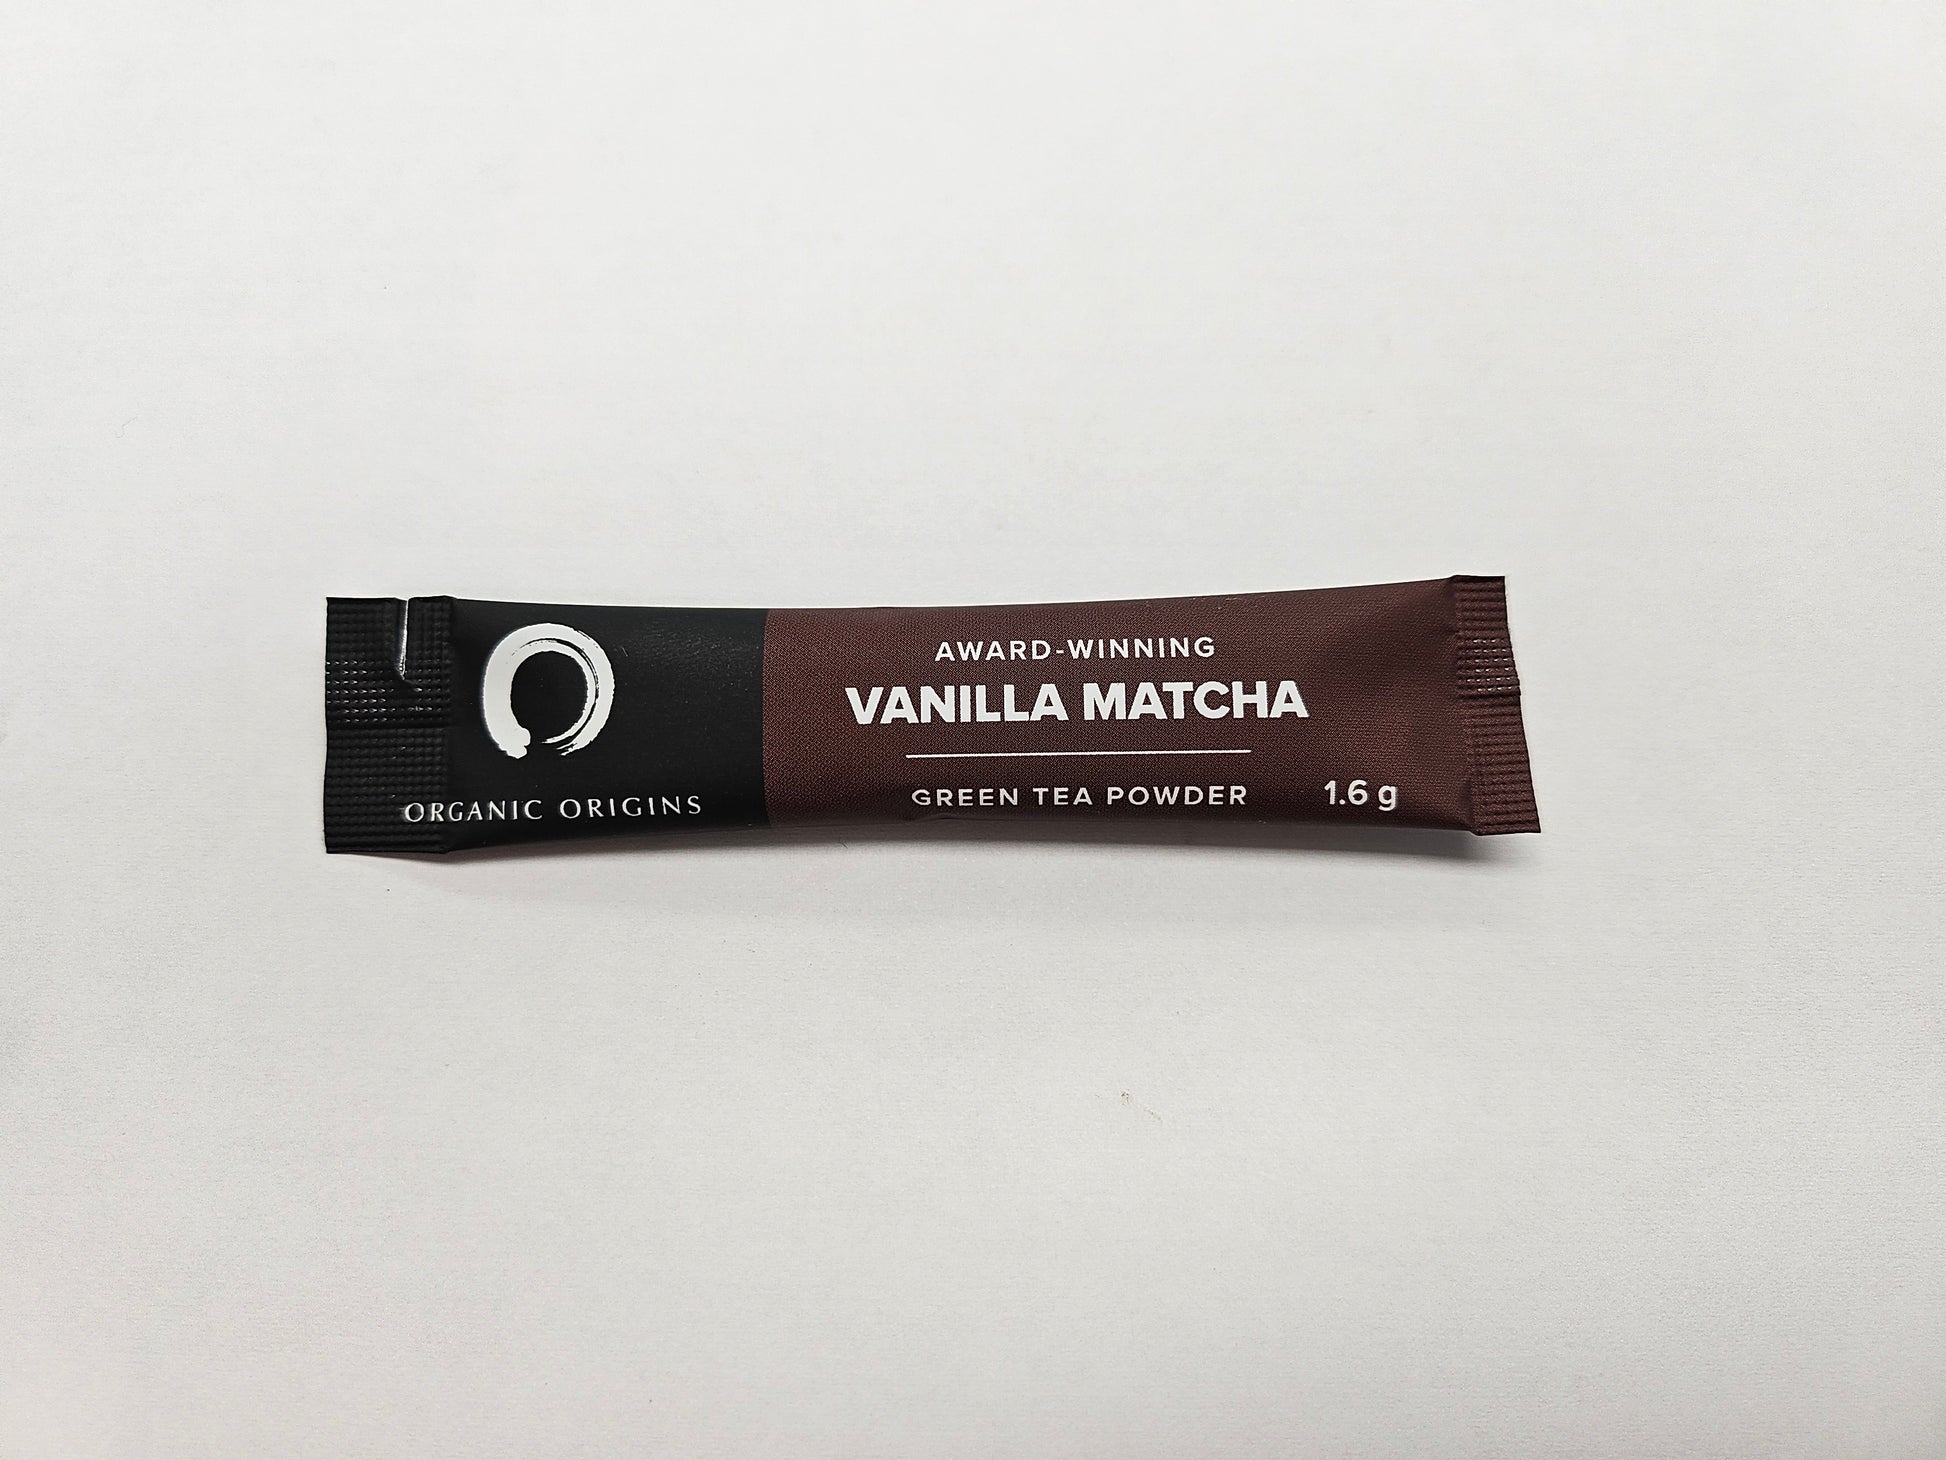 ORGANIC ORIGINS
AWARD-WINNING
VANILLA MATCHA
GREEN TEA POWDER
1.6 g